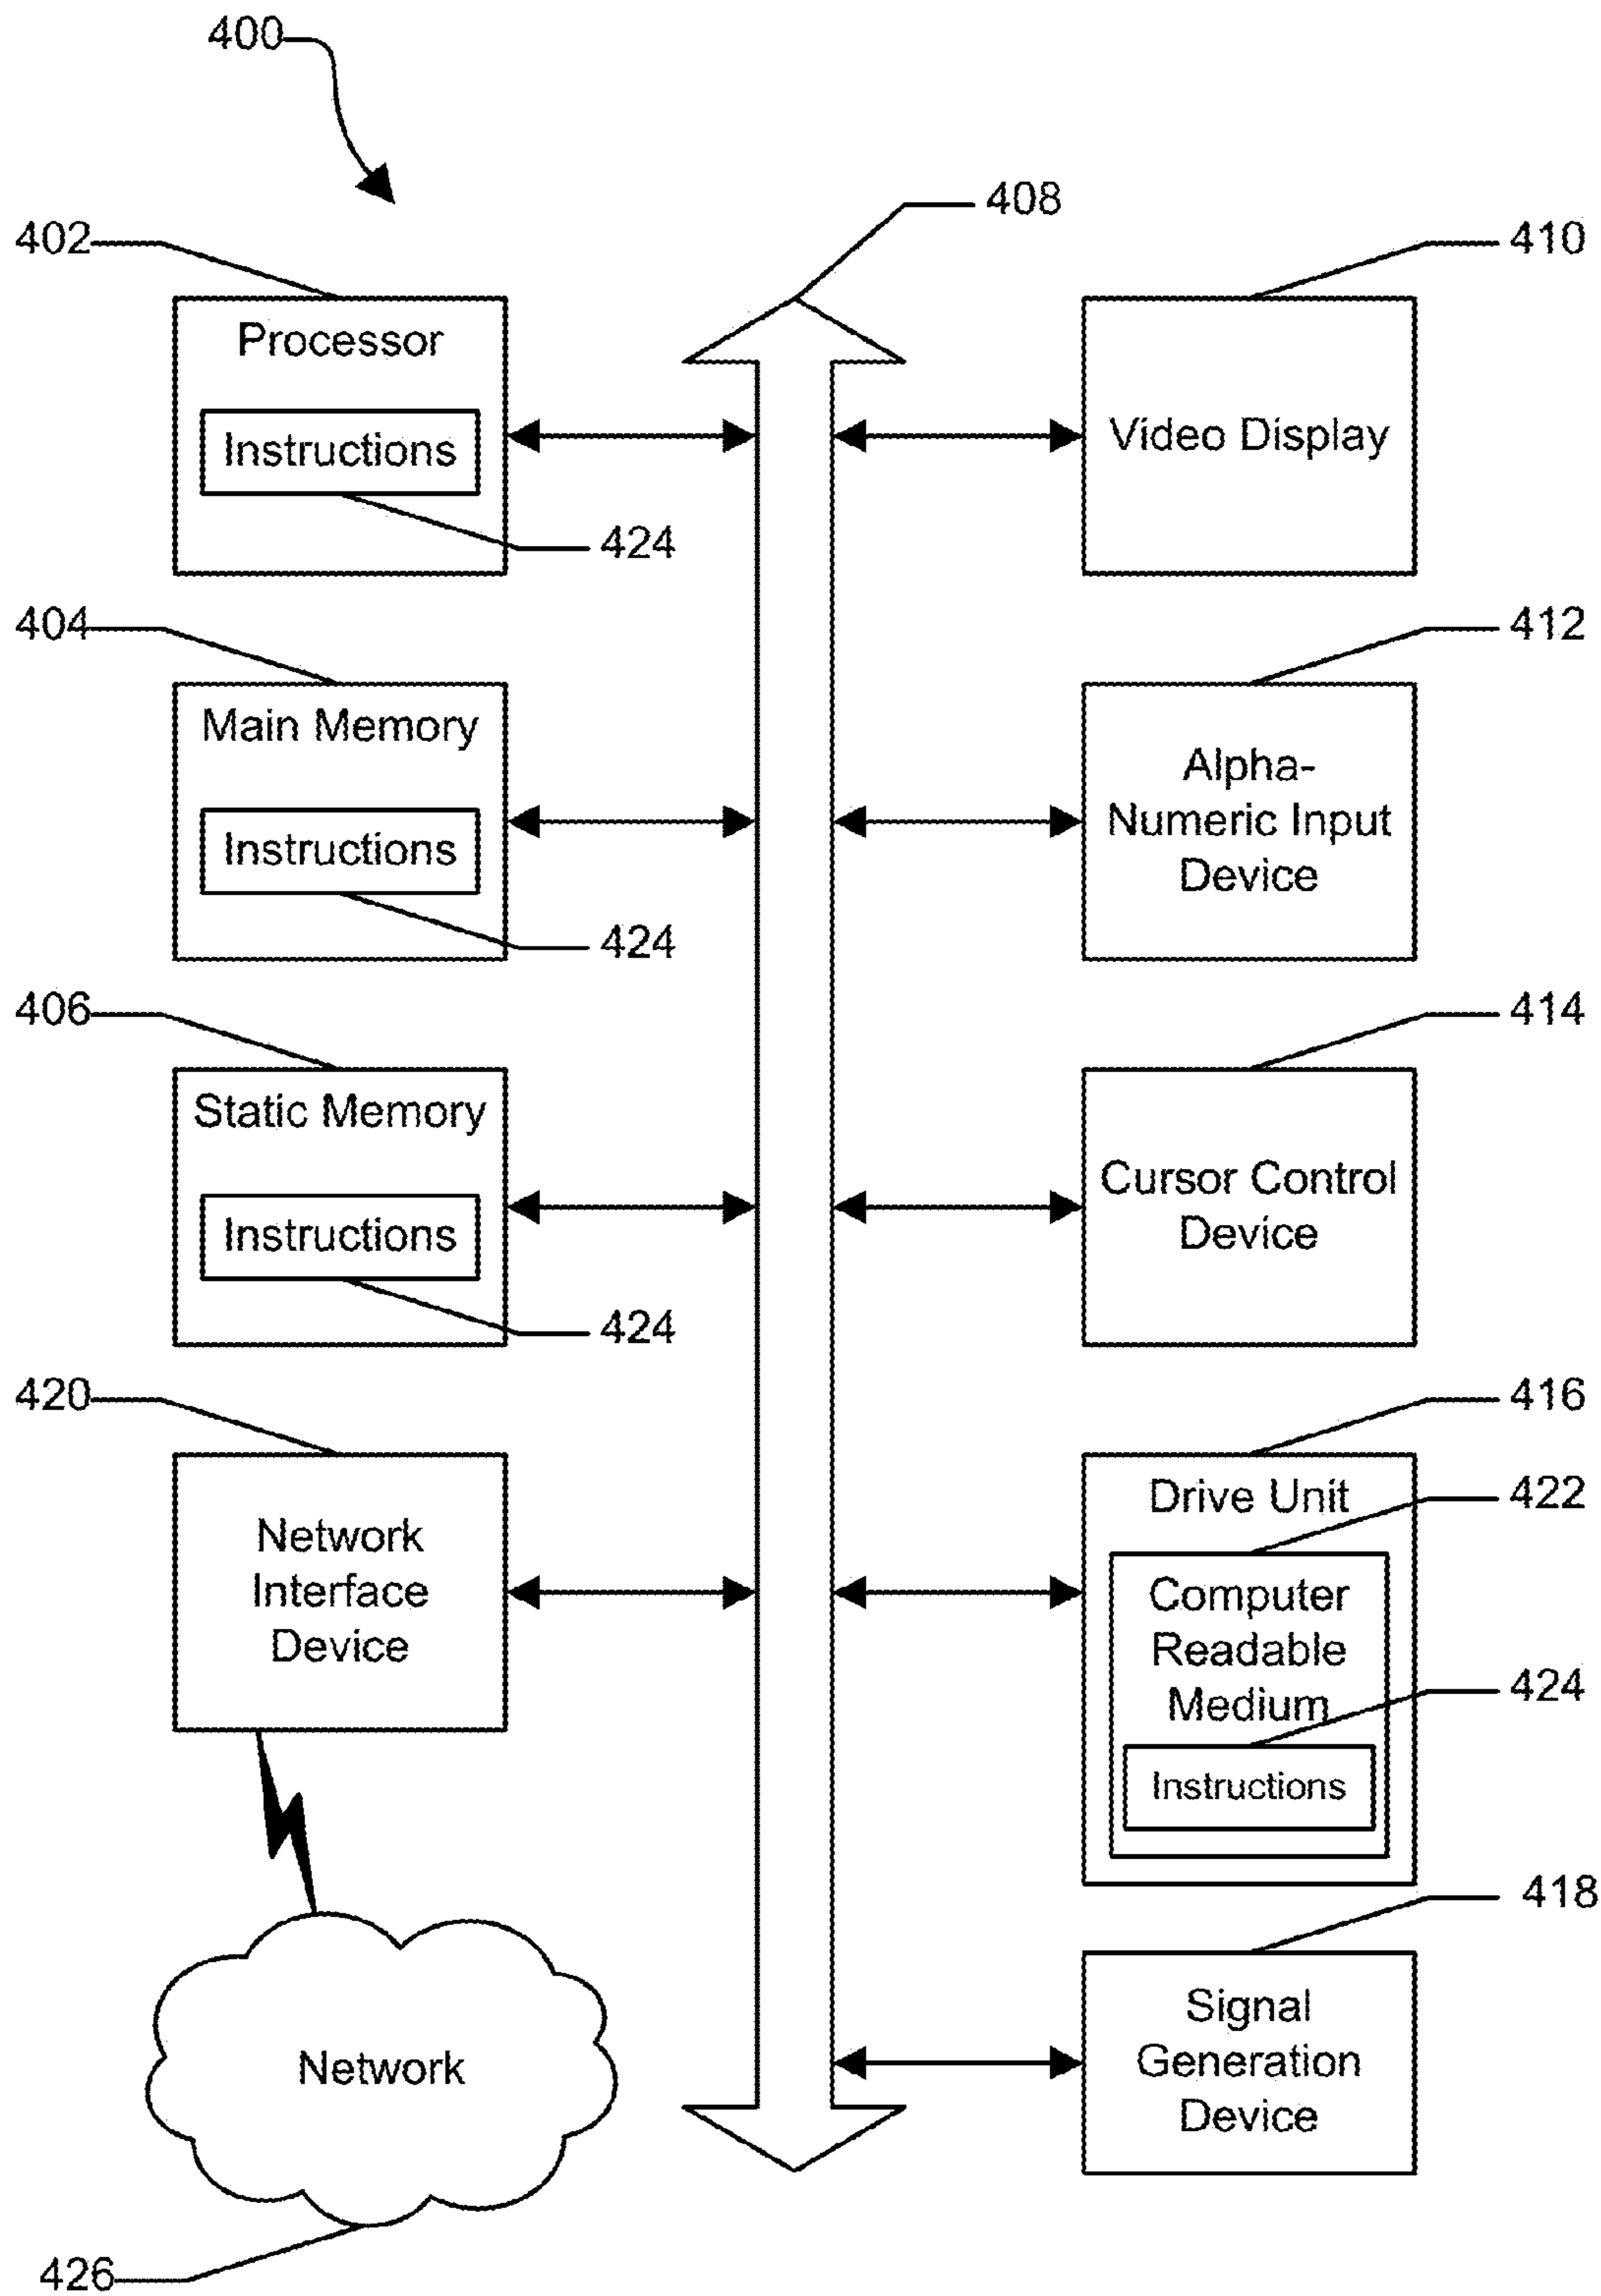 400
408
402
410
Processor
Instructions
424
Video Display
404
412
Main Memory
Instructions
424
Alpha-
Numeric Input
Device
406
414
Static Memory
Instructions
424
Cursor Control
Device
420
416
Network
Interface
Device
Drive Unit
422
Computer
Readable
Medium
424
Instructions
418
Signal
Generation
Device
Network
426